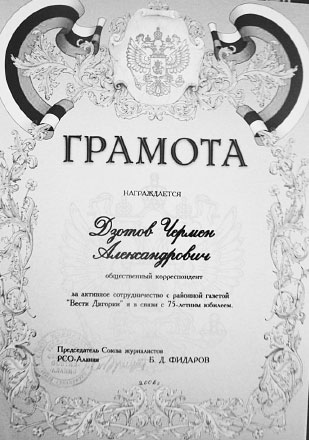 ГРАМОТА
НАГРАЖДАЕТСЯ
Дзотов Чермен
Александрович
общественный корреспондент
за активное сотрудничество с районной газетой
"Вести Дигории" и в связи с 75-летним юбилеем.
Председатель Союза журналистов
РСО-Алания Б. Д. ФИДАРОВ